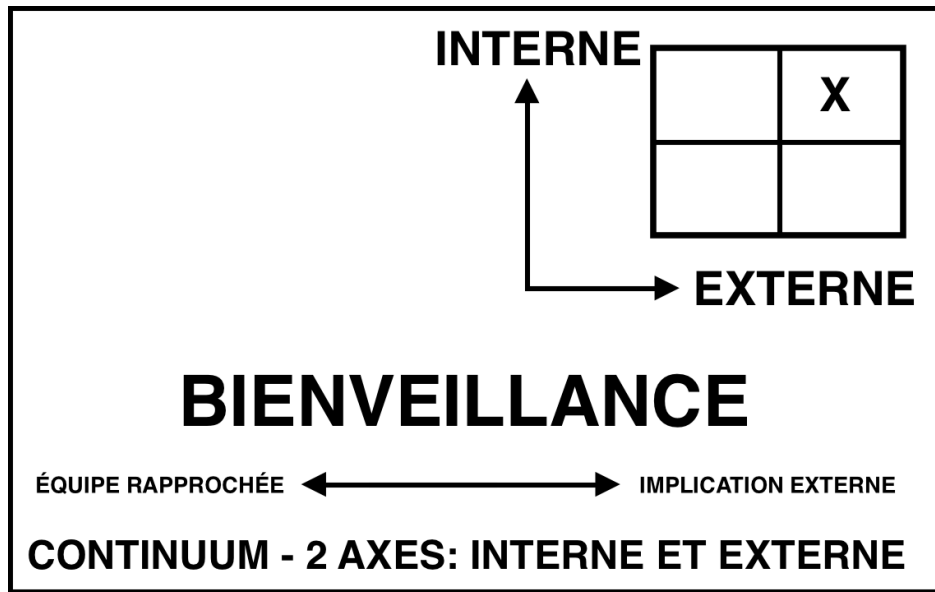 INTERNE
X
EXTERNE
BIENVEILLANCE
ÉQUIPE RAPPROCHÉE IMPLICATION EXTERNE
CONTINUUM - 2 AXES: INTERNE ET EXTERNE